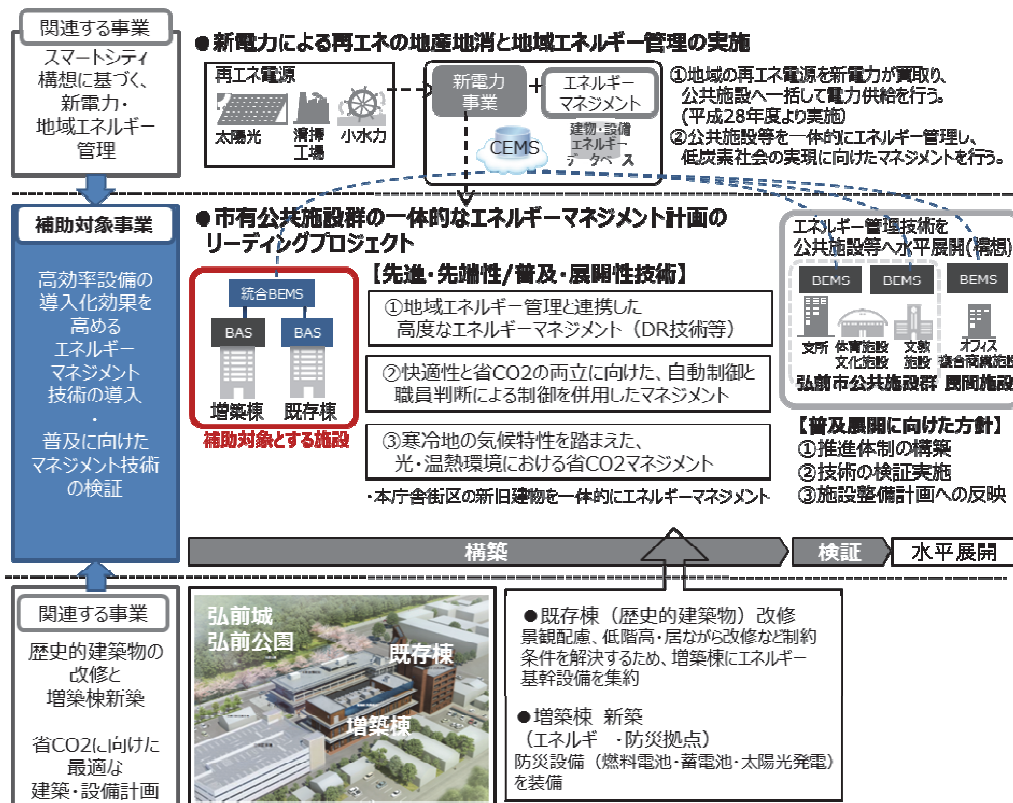 関連する事業
スマートシティ
構想に基づく、
新電力・
地域エネルギー
管理
●新電力による再エネの地産地消と地域エネルギー管理の実施
再エネ電源
太陽光
清掃
工場
小水力
新電力
事業
+
エネルギー
マネジメント
CEMS
建物・設備
エネルギー
データベース
①地域の再エネ電源を新電力が買取り、
公共施設へ一括して電力供給を行う。
(平成28年度より実施)
②公共施設等を一体的にエネルギー管理し、
低炭素社会の実現に向けたマネジメントを行う。
補助対象事業
高効率設備の
導入化効果を
高める
エネルギー
マネジメント
技術の導入
・
普及に向けた
マネジメント技術
の検証
●市有公共施設群の一体的なエネルギーマネジメント計画の
リーディングプロジェクト
統合BEMS
BAS
BAS
増築棟
既存棟
補助対象とする施設
【先進・先端性/普及・展開性技術】
①地域エネルギー管理と連携した
高度なエネルギーマネジメント（DR技術等）
②快適性と省CO2の両立に向けた、自動制御と
職員判断による制御を併用したマネジメント
③寒冷地の気候特性を踏まえた、
光・温熱環境における省CO2マネジメント
・本庁舎街区の新旧建物を一体的にエネルギーマネジメント
エネルギー管理技術を
公共施設等へ水平展開(構想)
BEMS
BEMS
BEMS
支所
体育施設
文化施設
文教
施設
オフィス
複合商業施設
弘前市公共施設群
民間施設
【普及展開に向けた方針】
①推進体制の構築
②技術の検証実施
③施設整備計画への反映
構築
検証
水平展開
関連する事業
歴史的建築物の
改修と
増築棟新築
省CO2に向けた
最適な
建築・設備計画
弘前城
弘前公園
既存棟
増築棟
●既存棟（歴史的建築物）改修
景観配慮、低階高・居ながら改修など制約
条件を解決するため、増築棟にエネルギー
基幹設備を集約
●増築棟 新築
（エネルギー・防災拠点）
防災設備（燃料電池・蓄電池・太陽光発電）
を装備